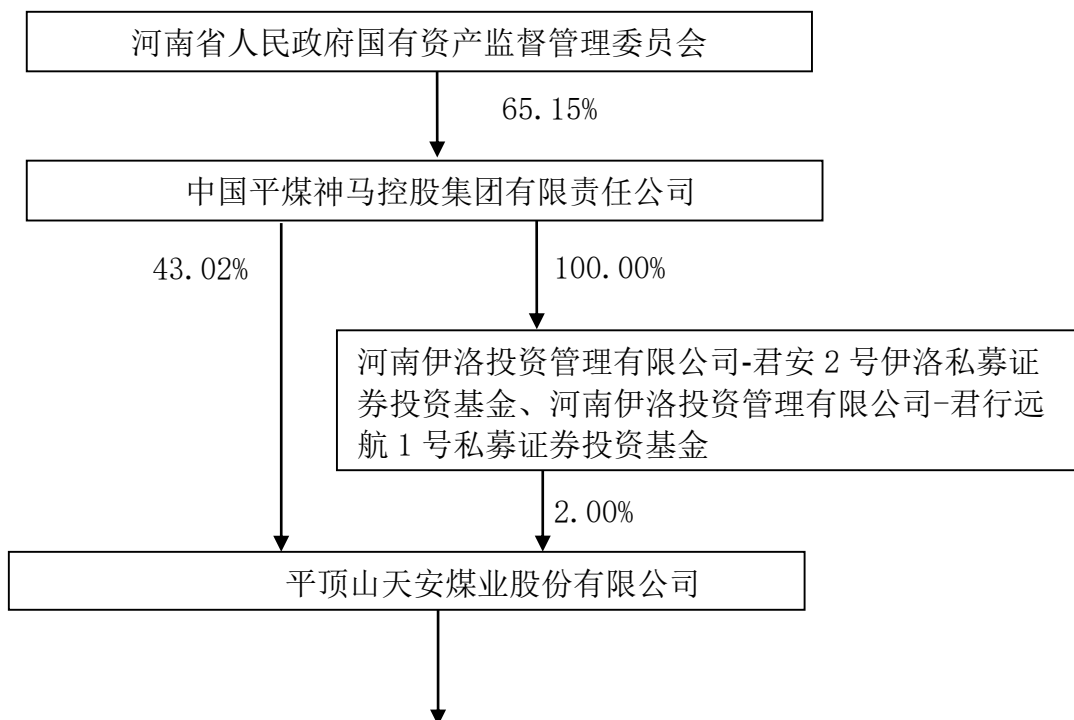 河南省人民政府国有资产监督管理委员会
65.15%
中国平煤神马控股集团有限责任公司
43.02%
100.00%
河南伊洛投资管理有限公司-君安 2 号伊洛私募证
券投资基金、河南伊洛投资管理有限公司-君行远
航 1 号私募证券投资基金
2.00%
平顶山天安煤业股份有限公司